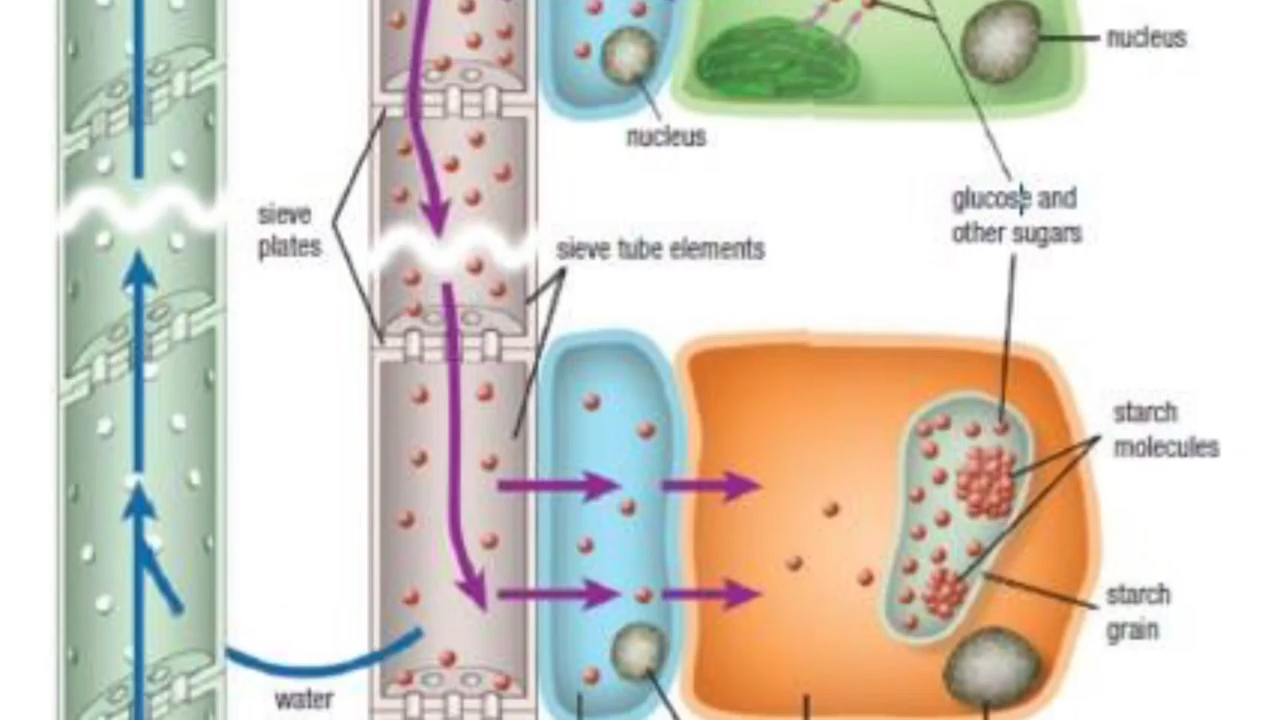 nucleus
nucleus
glucose and
other sugars
sieve
plates
sieve tube elements
starch
molecules
starch
grain
water